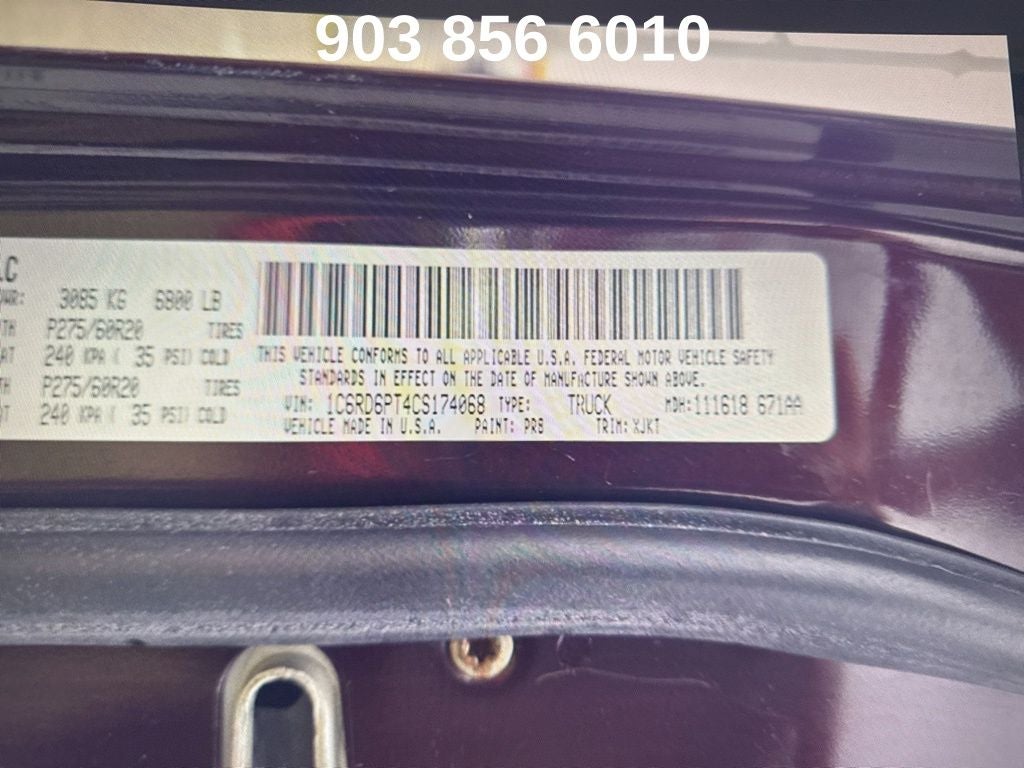 903 856 6010
LC
3085 KG 6800 LB
P275/60R20 TIRES
240 KPA ( 35 PSI) COLD
P275/60R20 TIRES
240 KPA ( 35 PSI) COLD
THIS VEHICLE CONFORMS TO ALL APPLICABLE U.S.A. FEDERAL MOTOR VEHICLE SAFETY
STANDARDS IN EFFECT ON THE DATE OF MANUFACTURE SHOWN ABOVE.
VIN: 1C6RD6PT4CS174068 TYPE: TRUCK MDH:111618 671AA
VEHICLE MADE IN U.S.A. PAINT: PR8 TRIM: XJKT